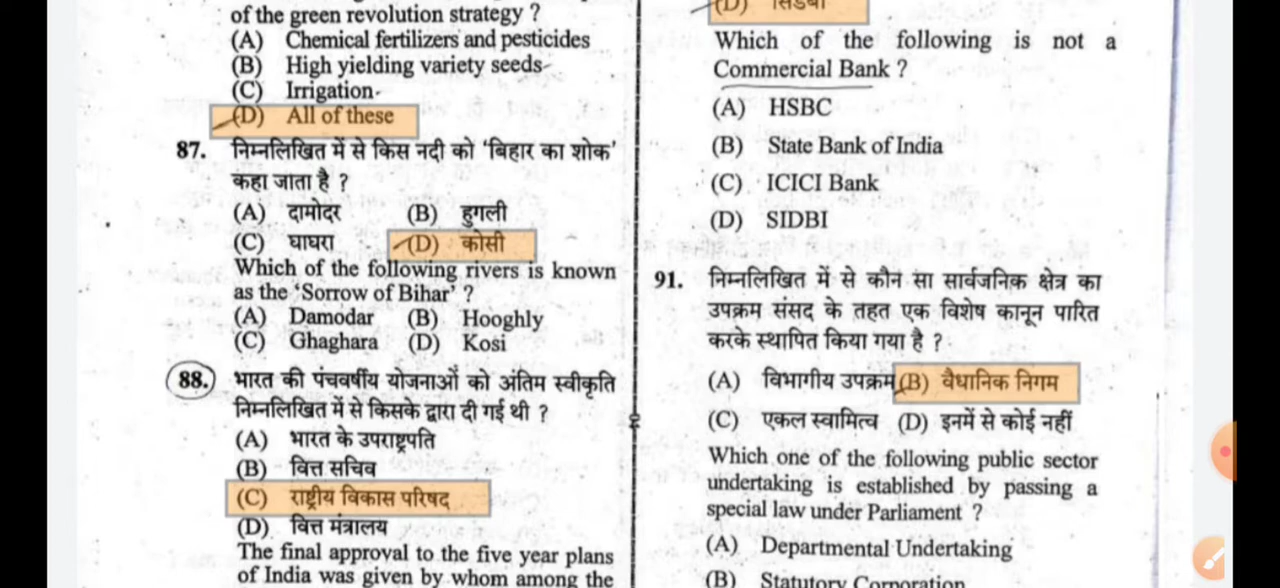 of the green revolution strategy ?
(A) Chemical fertilizers and pesticides
(B) High yielding variety seeds
(C) Irrigation
(D) All of these
87. निम्नलिखित में से किस नदी को 'बिहार का शोक'
कहा जाता है ?
(A) दामोदर (B) हुगली
(C) घाघरा (D) कोसी
Which of the following rivers is known
as the 'Sorrow of Bihar' ?
(A) Damodar (B) Hooghly
(C) Ghaghara (D) Kosi
88. भारत की पंचवर्षीय योजनाओं को अंतिम स्वीकृति
निम्नलिखित में से किसके द्वारा दी गई थी ?
(A) भारत के उपराष्ट्रपति
(B) वित्त सचिव
(C) राष्ट्रीय विकास परिषद
(D) वित्त मंत्रालय
The final approval to the five year plans
of India was given by whom among the
(D) सिडबी
Which of the following is not a
Commercial Bank ?
(A) HSBC
(B) State Bank of India
(C) ICICI Bank
(D) SIDBI
91. निम्नलिखित में से कौन सा सार्वजनिक क्षेत्र का
उपक्रम संसद के तहत एक विशेष कानून पारित
करके स्थापित किया गया है ?
(A) विभागीय उपक्रम (B) वैधानिक निगम
(C) एकल स्वामित्व (D) इनमें से कोई नहीं
Which one of the following public sector
undertaking is established by passing a
special law under Parliament ?
(A) Departmental Undertaking
(B) Statutory Corporation